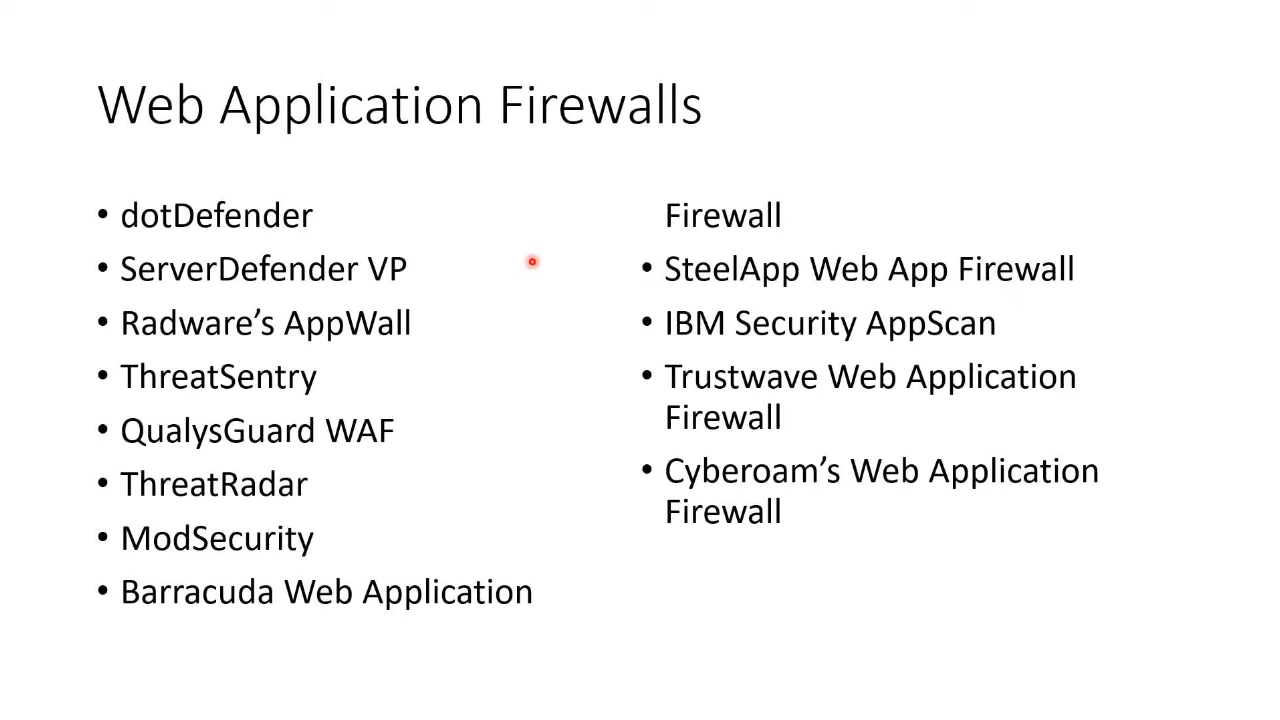 Web Application Firewalls
• dotDefender
• ServerDefender VP
• Radware’s AppWall
• ThreatSentry
• QualysGuard WAF
• ThreatRadar
• ModSecurity
• Barracuda Web Application
Firewall
• SteelApp Web App Firewall
• IBM Security AppScan
• Trustwave Web Application
Firewall
• Cyberoam’s Web Application
Firewall